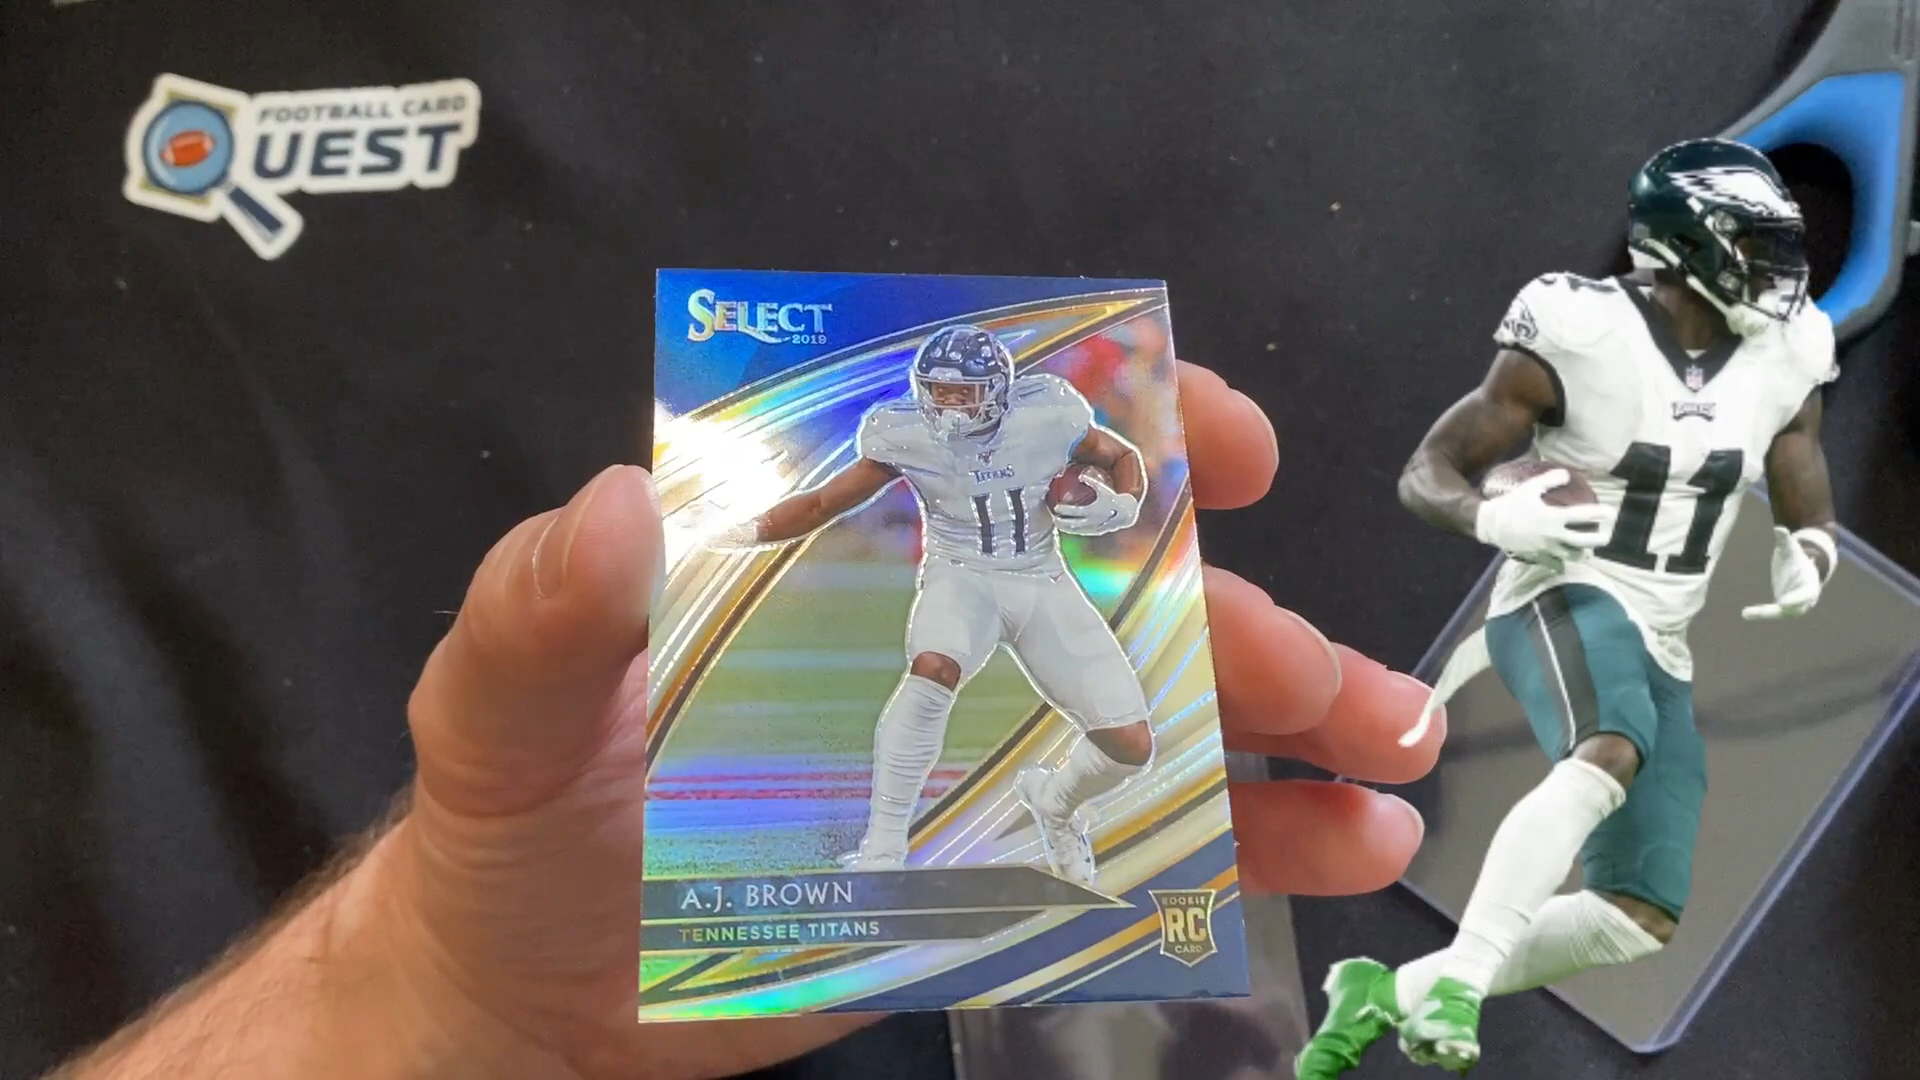 FOOTBALL CARD
QUEST
SELECT
2019
TITANS
11
A.J. BROWN
TENNESSEE TITANS
ROOKIE
RC
CARD
11